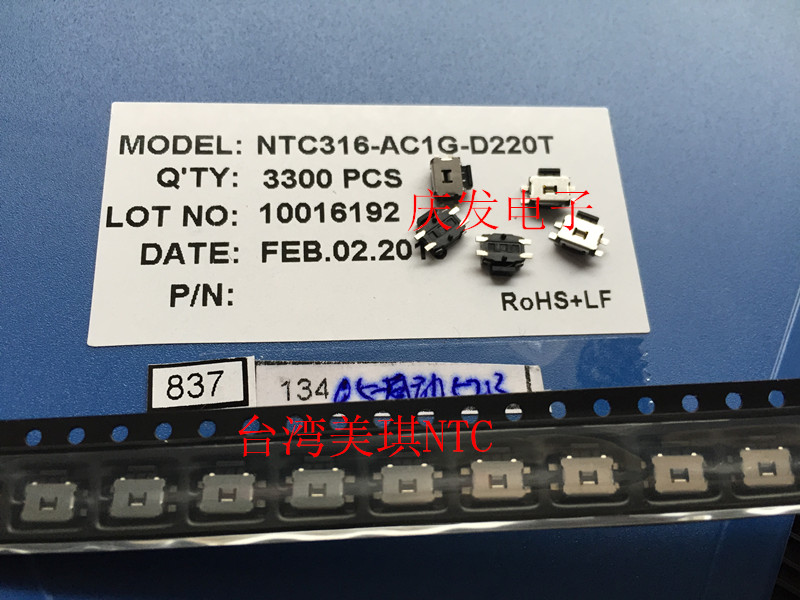 MODEL: NTC316-AC1G-D220T
Q'TY: 3300 PCS
LOT NO: 10016192
庆发电子
DATE: FEB.02.201
P/N:
RoHS+LF
837
134
台湾美琪NTC